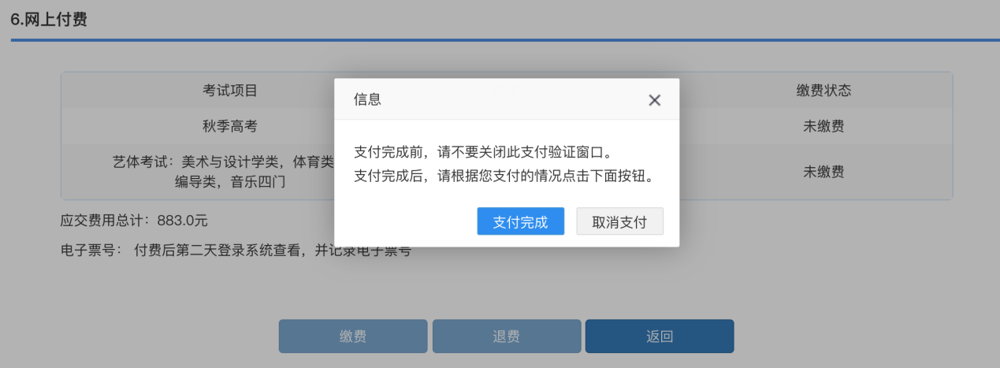 6.网上付费
考试项目
缴费状态
信息
秋季高考
未缴费
艺体考试：美术与设计学类，体育类
编导类，音乐四门
未缴费
支付完成前，请不要关闭此支付验证窗口。
支付完成后，请根据您支付的情况点击下面按钮。
支付完成
取消支付
应交费用总计：883.0元
电子票号： 付费后第二天登录系统查看，并记录电子票号
缴费
退费
返回